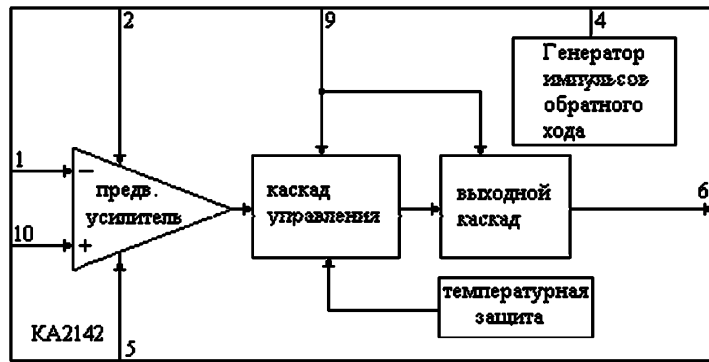 2
9
4
Генератор
импульсов
обратного
хода
1
−
предв.
усилитель
каскад
управления
выходной
каскад
6
10
+
температурная
защита
КА2142
5